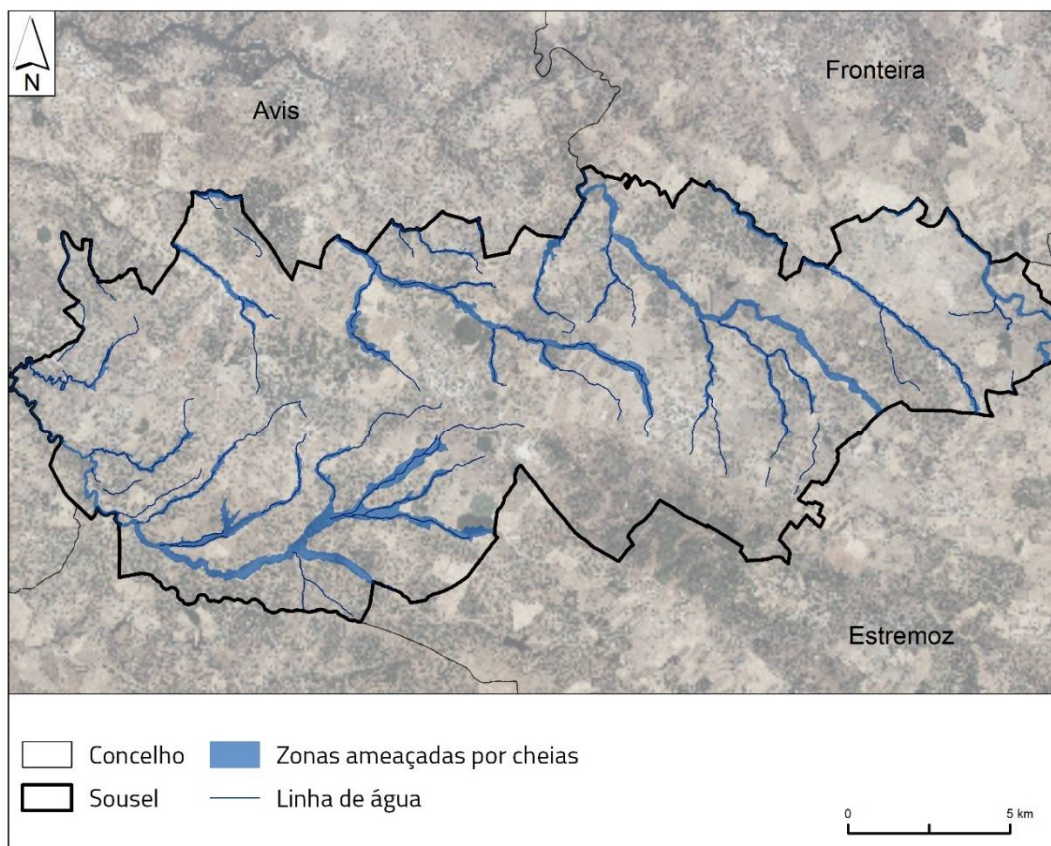 N
Fronteira
Avis
Estremoz
Concelho
Zonas ameaçadas por cheias
Sousel
Linha de água
0
5 km